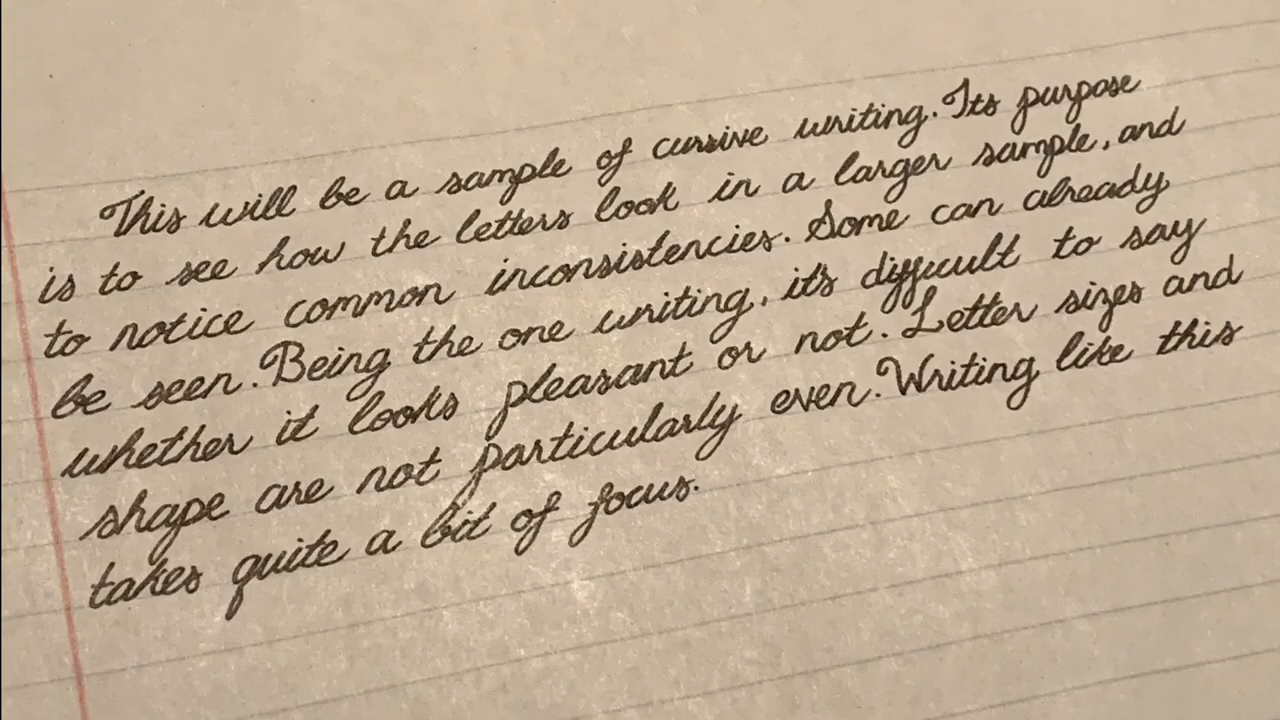 This will be a sample of cursive writing. Its purpose
is to see how the letters look in a larger sample, and
to notice common inconsistencies. Some can already
be seen. Being the one writing, it's difficult to say
whether it looks pleasant or not. Letter sizes and
shape are not particularly even. Writing like this
takes quite a bit of focus.